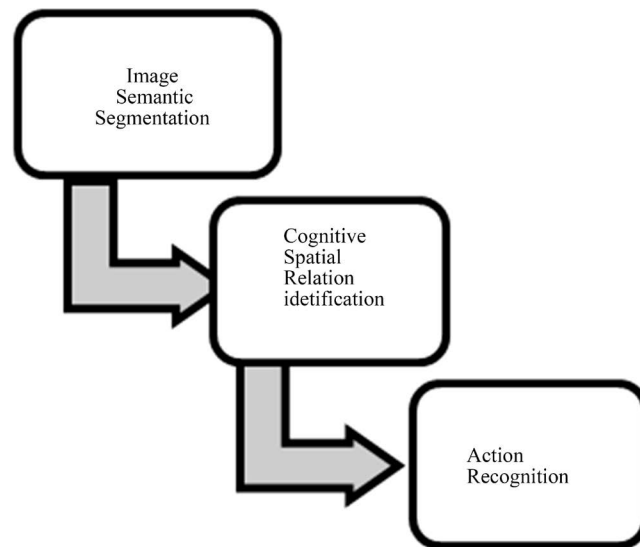 Image
Semantic
Segmentation
Cognitive
Spatial
Relation
idetification
Action
Recognition